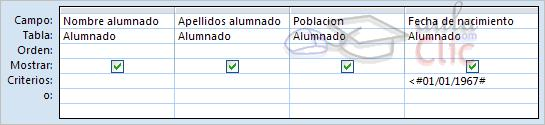 Campo: Nombre alumnado Apellidos alumnado Poblacion Fecha de nacimiento
Tabla: Alumnado Alumnado Alumnado Alumnado
Orden:
Mostrar:
Criterios: <#01/01/1967#
o:
aula
Clic